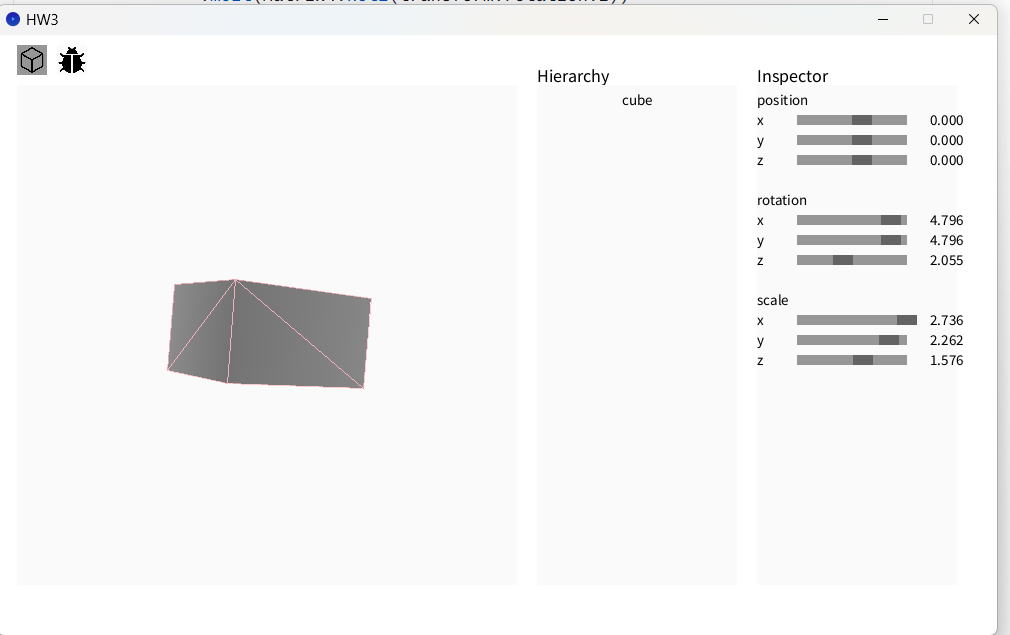 HW3
Hierarchy
cube
Inspector
position
x 0.000
y 0.000
z 0.000
rotation
x 4.796
y 4.796
z 2.055
scale
x 2.736
y 2.262
z 1.576